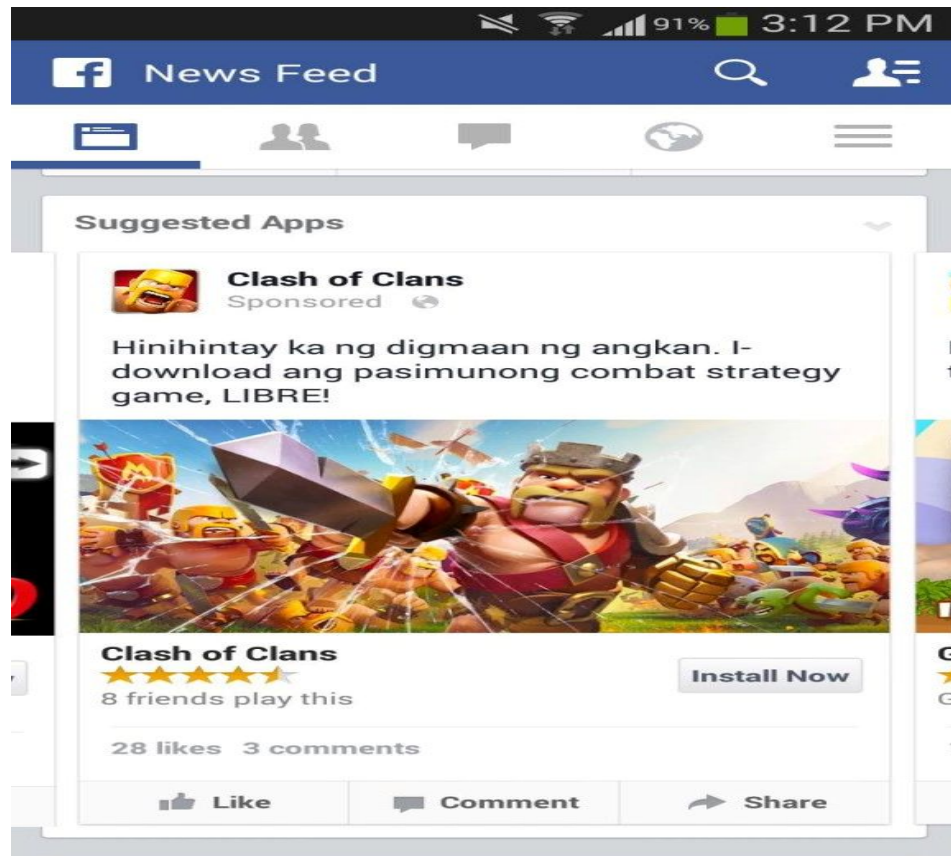 91% 3:12 PM
f News Feed
Suggested Apps
Clash of Clans
Sponsored
Hinihintay ka ng digmaan ng angkan. I-
download ang pasimunong combat strategy
game, LIBRE!
Clash of Clans
8 friends play this
Install Now
28 likes 3 comments
Like Comment Share